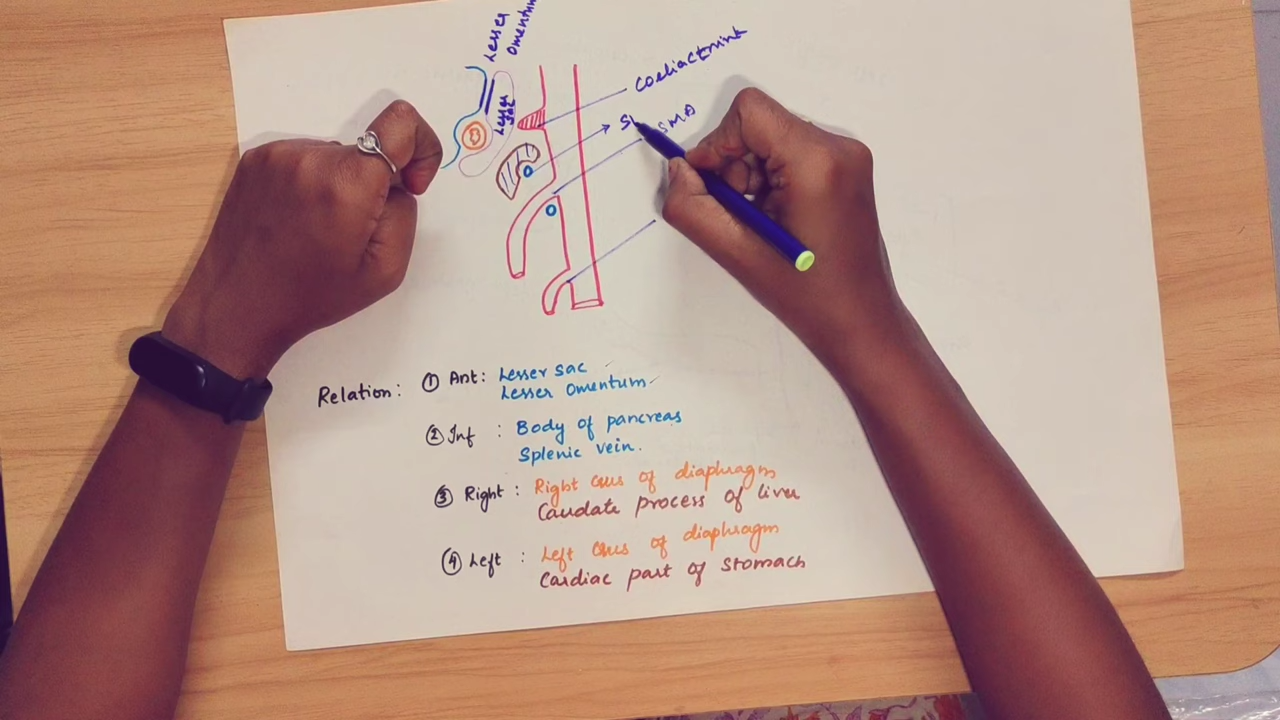 Lesser
Omentum
Lesser
Sac
Coeliac trunk
SMA
Relation: ① Ant: Lesser sac
Lesser Omentum
② Inf : Body of pancreas
Splenic vein.
③ Right : Right crus of diaphragm
Caudate process of liver
④ Left : Left crus of diaphragm
Cardiac part of stomach